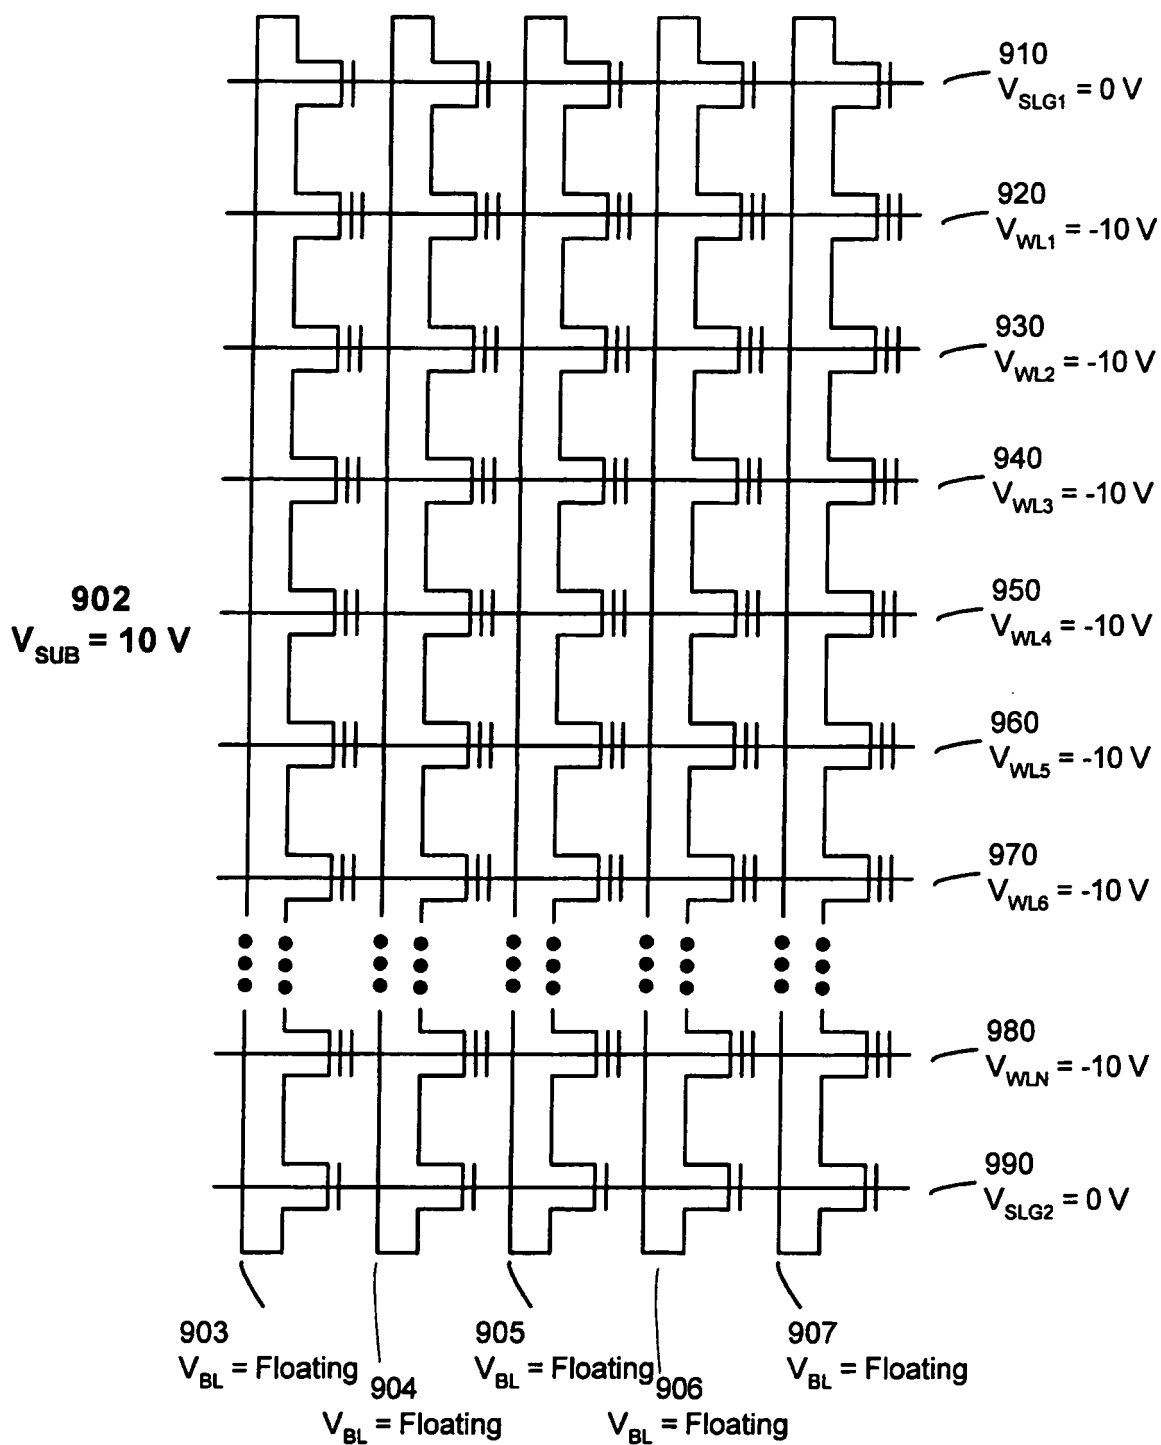 910
V_SLG1 = 0 V
920
V_WL1 = -10 V
930
V_WL2 = -10 V
940
V_WL3 = -10 V
902
V_SUB = 10 V
950
V_WL4 = -10 V
960
V_WL5 = -10 V
970
V_WL6 = -10 V
980
V_WLN = -10 V
990
V_SLG2 = 0 V
903
V_BL = Floating
904
V_BL = Floating
905
V_BL = Floating
906
V_BL = Floating
907
V_BL = Floating